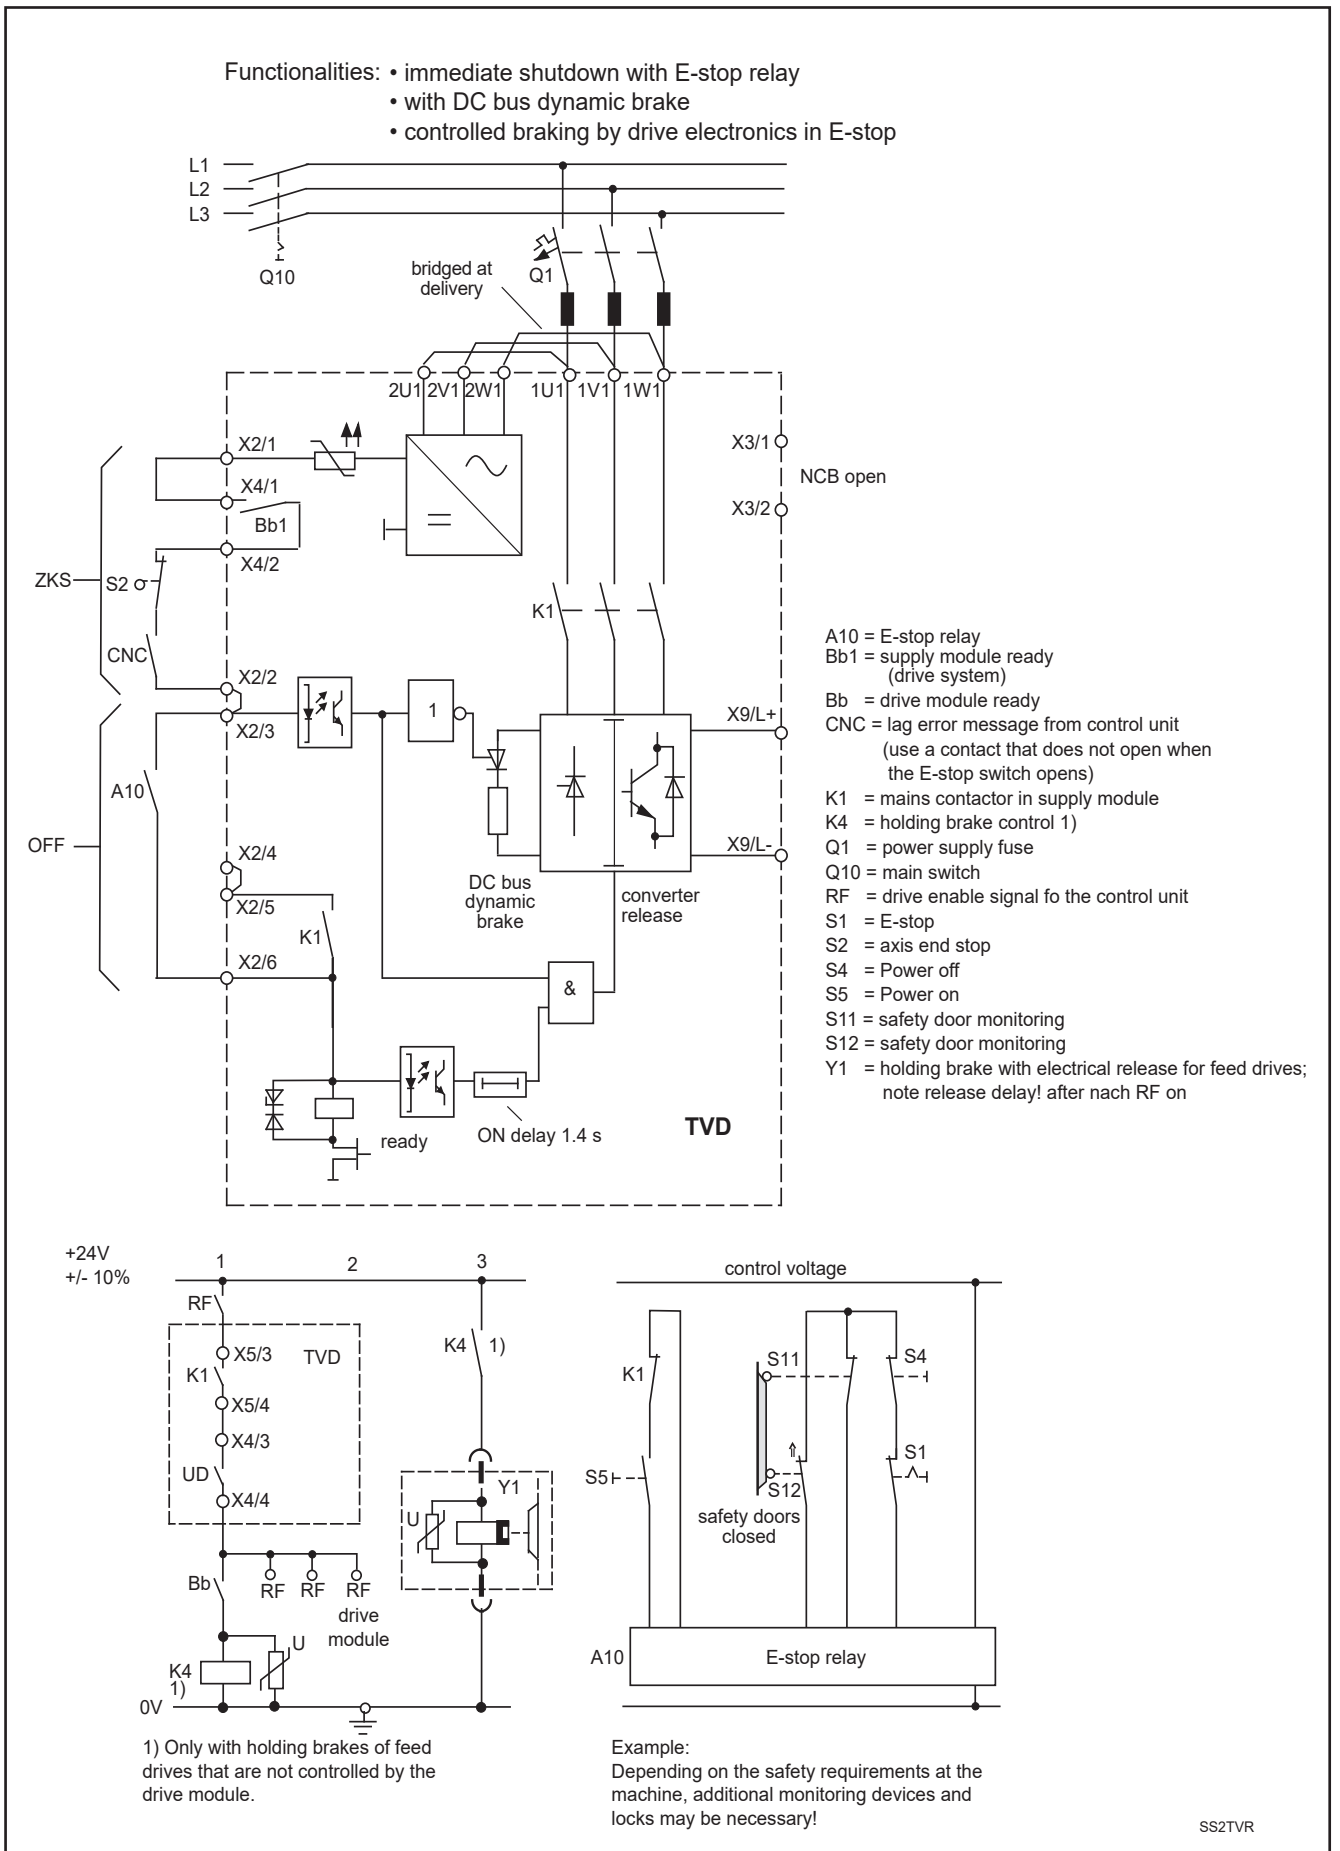 Functionalities: • immediate shutdown with E-stop relay
• with DC bus dynamic brake
• controlled braking by drive electronics in E-stop
L1
L2
L3
Q10
Q1
bridged at
delivery
2U1 2V1 2W1 1U1 1V1 1W1
X2/1
X4/1
Bb1
X4/2
ZKS
S2
CNC
X2/2
X2/3
X3/1
NCB open
X3/2
K1
1
X9/L+
A10
OFF
X2/4
X2/5
K1
X2/6
X9/L-
DC bus
dynamic
brake
converter
release
&
ready
ON delay 1.4 s
TVD
A10 = E-stop relay
Bb1 = supply module ready
(drive system)
Bb = drive module ready
CNC = lag error message from control unit
(use a contact that does not open when
the E-stop switch opens)
K1 = mains contactor in supply module
K4 = holding brake control 1)
Q1 = power supply fuse
Q10 = main switch
RF = drive enable signal fo the control unit
S1 = E-stop
S2 = axis end stop
S4 = Power off
S5 = Power on
S11 = safety door monitoring
S12 = safety door monitoring
Y1 = holding brake with electrical release for feed drives;
note release delay! after nach RF on
+24V
+/- 10%
1
2
3
RF
X5/3
TVD
K1
X5/4
X4/3
UD
X4/4
Bb
RF RF RF
drive
module
U
K4
1)
0V
K4 1)
Y1
U
control voltage
K1
S5
S11
S4
S12
S1
safety doors
closed
A10
E-stop relay
1) Only with holding brakes of feed
drives that are not controlled by the
drive module.
Example:
Depending on the safety requirements at the
machine, additional monitoring devices and
locks may be necessary!
SS2TVR